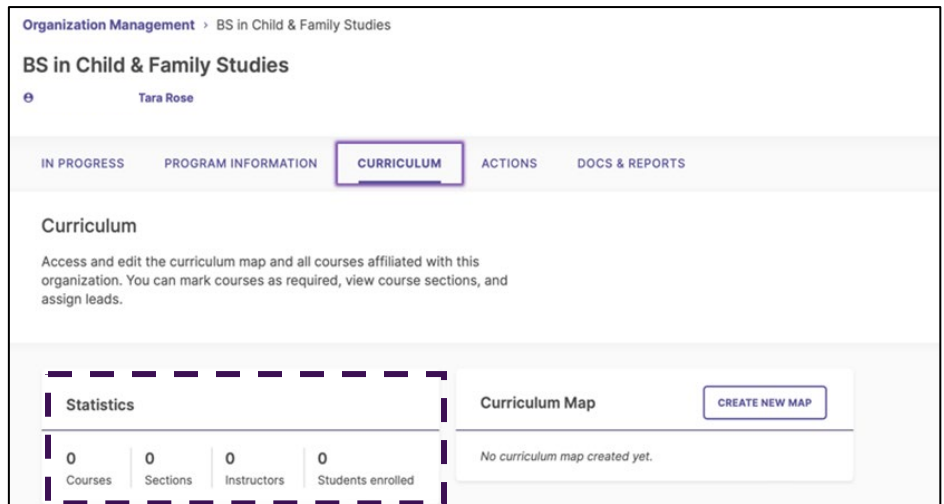 Organization Management › BS in Child & Family Studies
BS in Child & Family Studies
Tara Rose
IN PROGRESS PROGRAM INFORMATION CURRICULUM ACTIONS DOCS & REPORTS
Curriculum
Access and edit the curriculum map and all courses affiliated with this
organization. You can mark courses as required, view course sections, and
assign leads.
Statistics
0 0 0 0
Courses Sections Instructors Students enrolled
Curriculum Map CREATE NEW MAP
No curriculum map created yet.